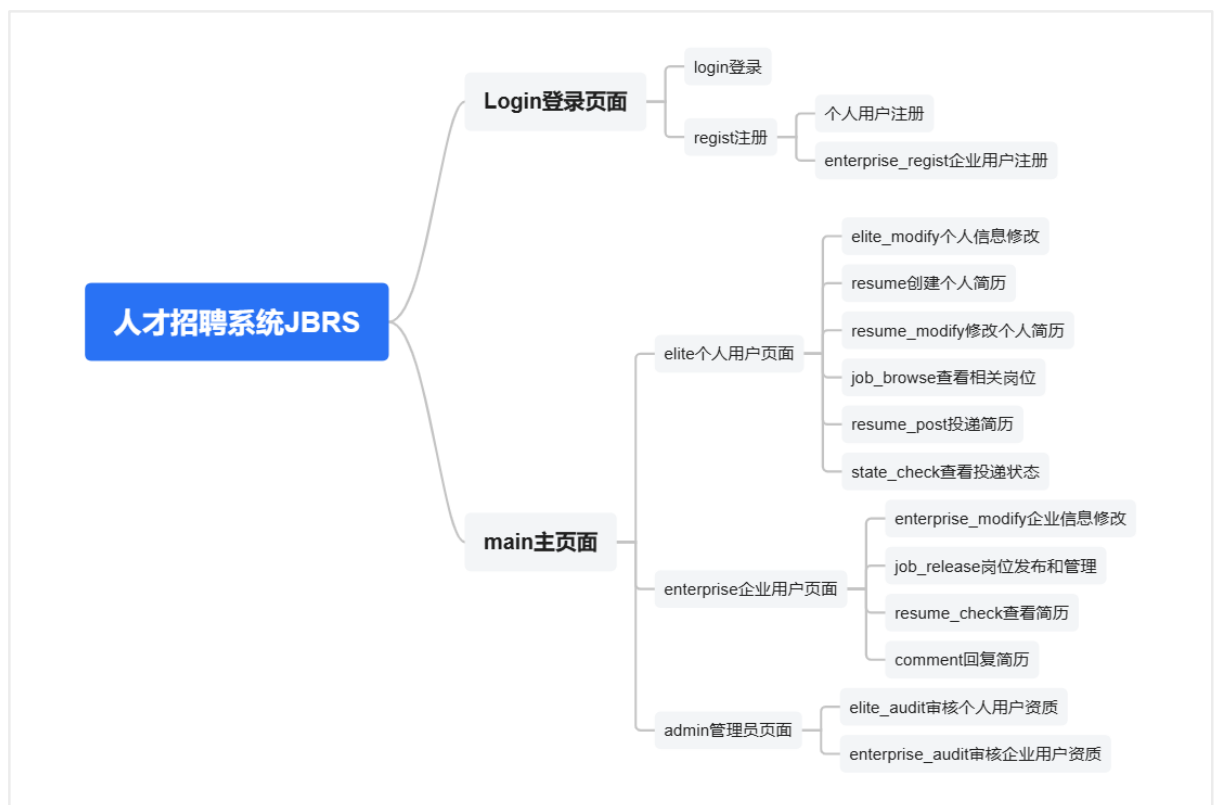 人才招聘系统JBRS
Login登录页面
login登录
regist注册
个人用户注册
enterprise_regist企业用户注册
main主页面
elite个人用户页面
elite_modify个人信息修改
resume创建个人简历
resume_modify修改个人简历
job_browse查看相关岗位
resume_post投递简历
state_check查看投递状态
enterprise企业用户页面
enterprise_modify企业信息修改
job_release岗位发布和管理
resume_check查看简历
comment回复简历
admin管理员页面
elite_audit审核个人用户资质
enterprise_audit审核企业用户资质